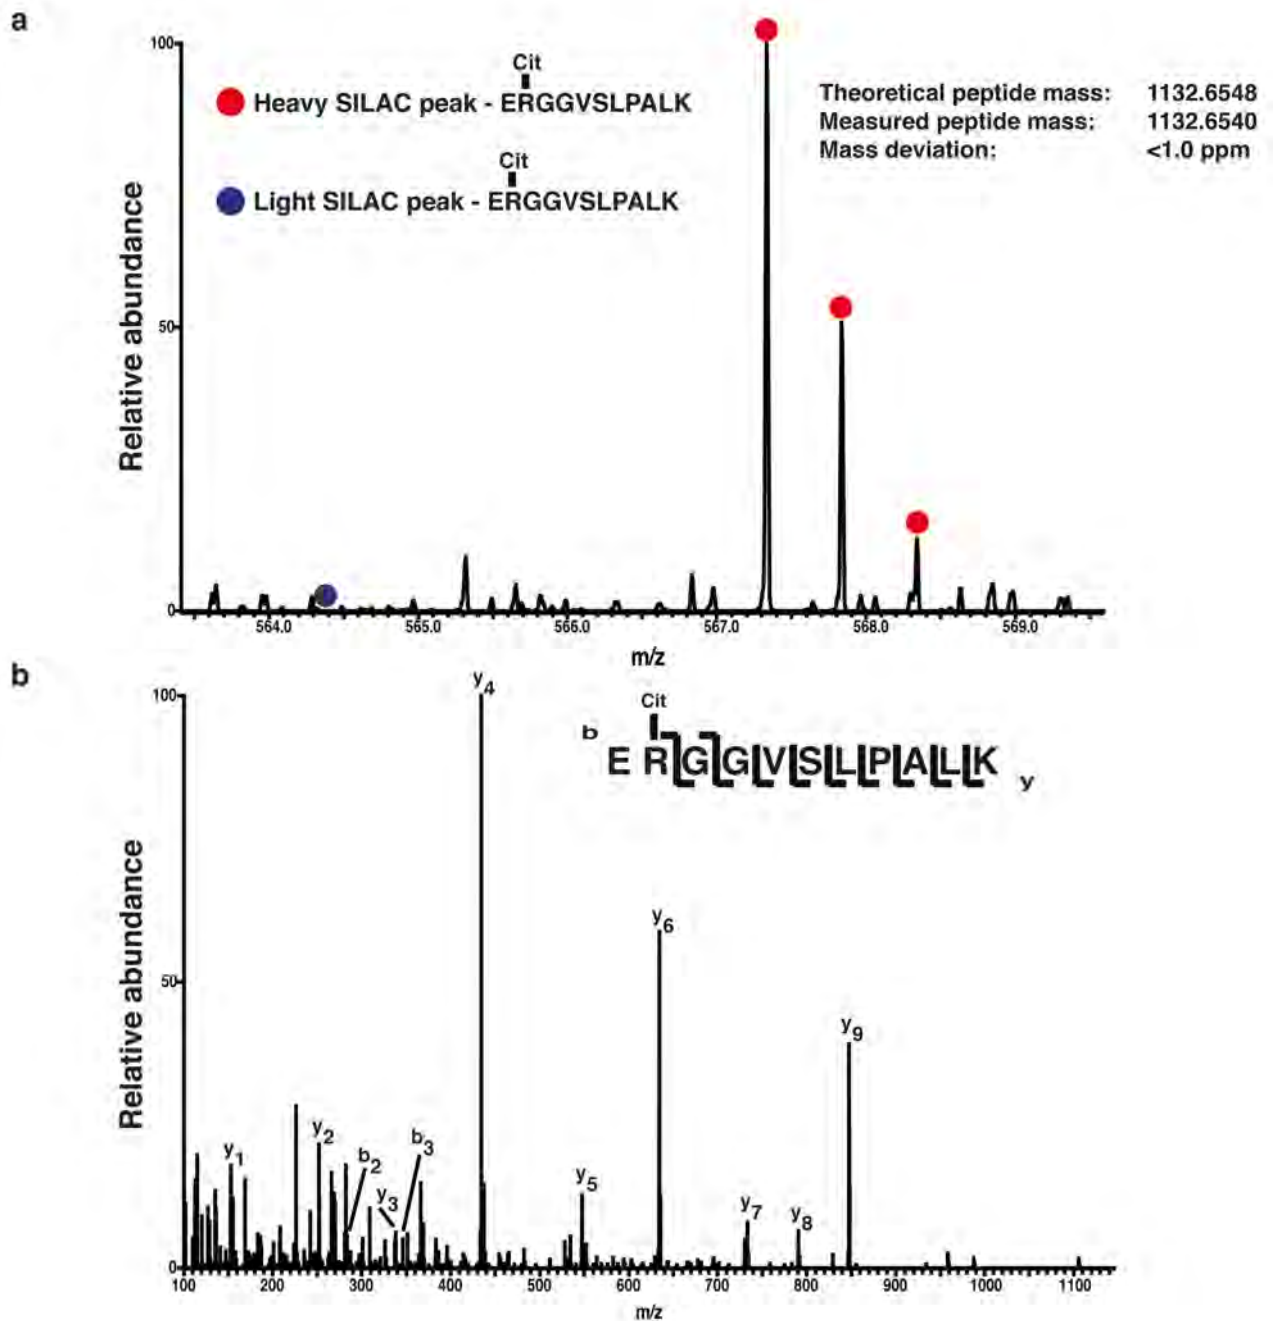 a
100
50
0
Relative abundance
Cit
Heavy SILAC peak - ERGGVSLPALK
Cit
Light SILAC peak - ERGGVSLPALK
Theoretical peptide mass: 1132.6548
Measured peptide mass: 1132.6540
Mass deviation: <1.0 ppm
564.0 565.0 566.0 567.0 568.0 569.0
m/z
b
100
50
0
Relative abundance
Cit
b ERGGVSLPALK y
y4
y6
y9
y1 y2 b2 y3 b3 y5 y7 y8
100 200 300 400 500 600 700 800 900 1000 1100
m/z